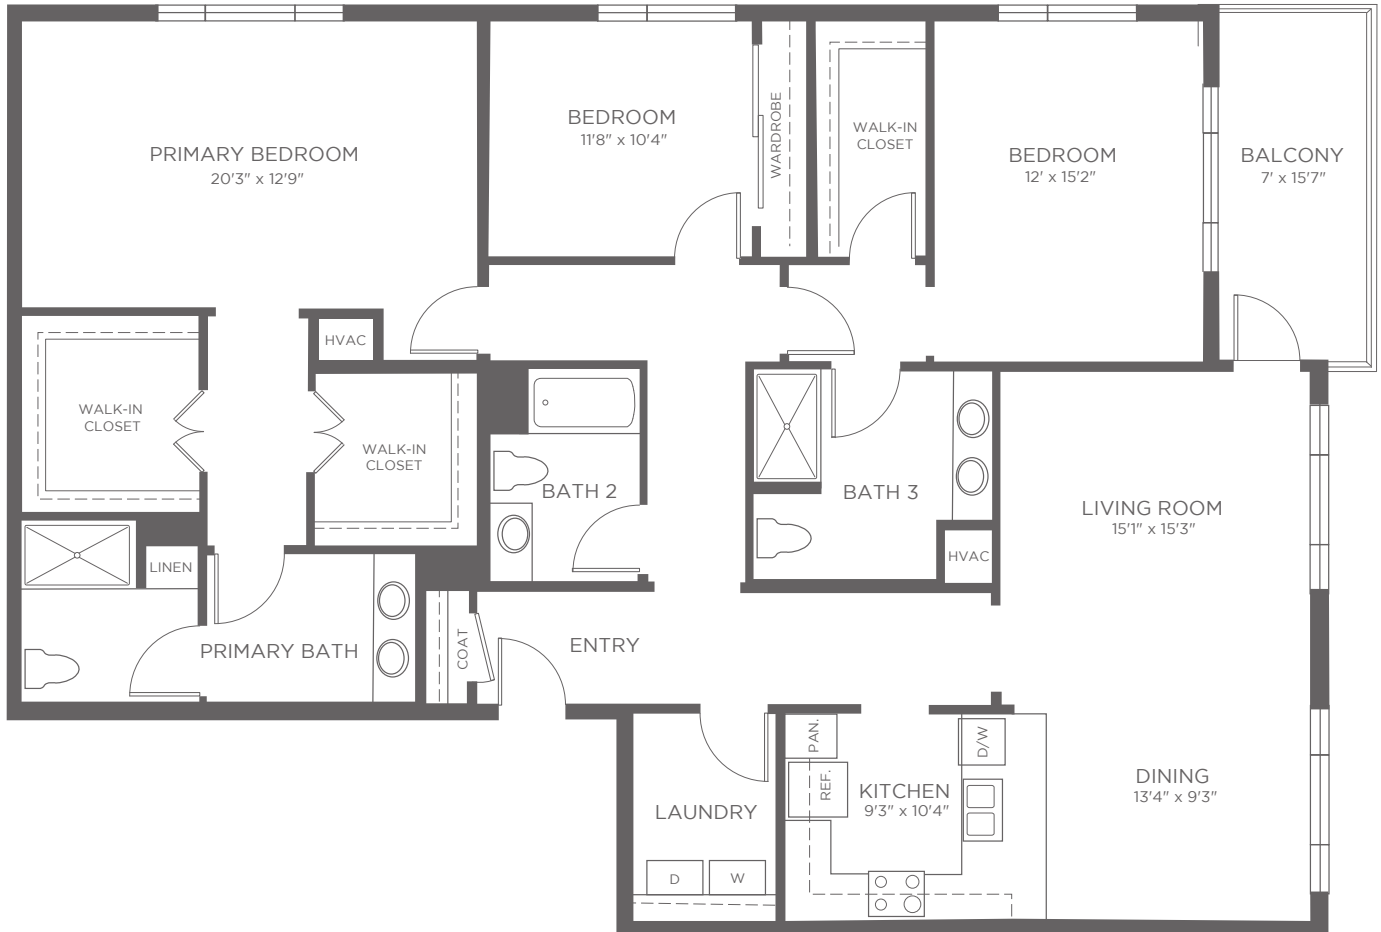 PRIMARY BEDROOM
20'3" x 12'9"
BEDROOM
11'8" x 10'4"
WARDROBE
WALK-IN
CLOSET
BEDROOM
12' x 15'2"
BALCONY
7' x 15'7"
HVAC
WALK-IN
CLOSET
WALK-IN
CLOSET
BATH 2
BATH 3
LIVING ROOM
15'1" x 15'3"
HVAC
LINEN
PRIMARY BATH
COAT
ENTRY
PAN.
REF.
D/W
KITCHEN
9'3" x 10'4"
DINING
13'4" x 9'3"
LAUNDRY
D
W